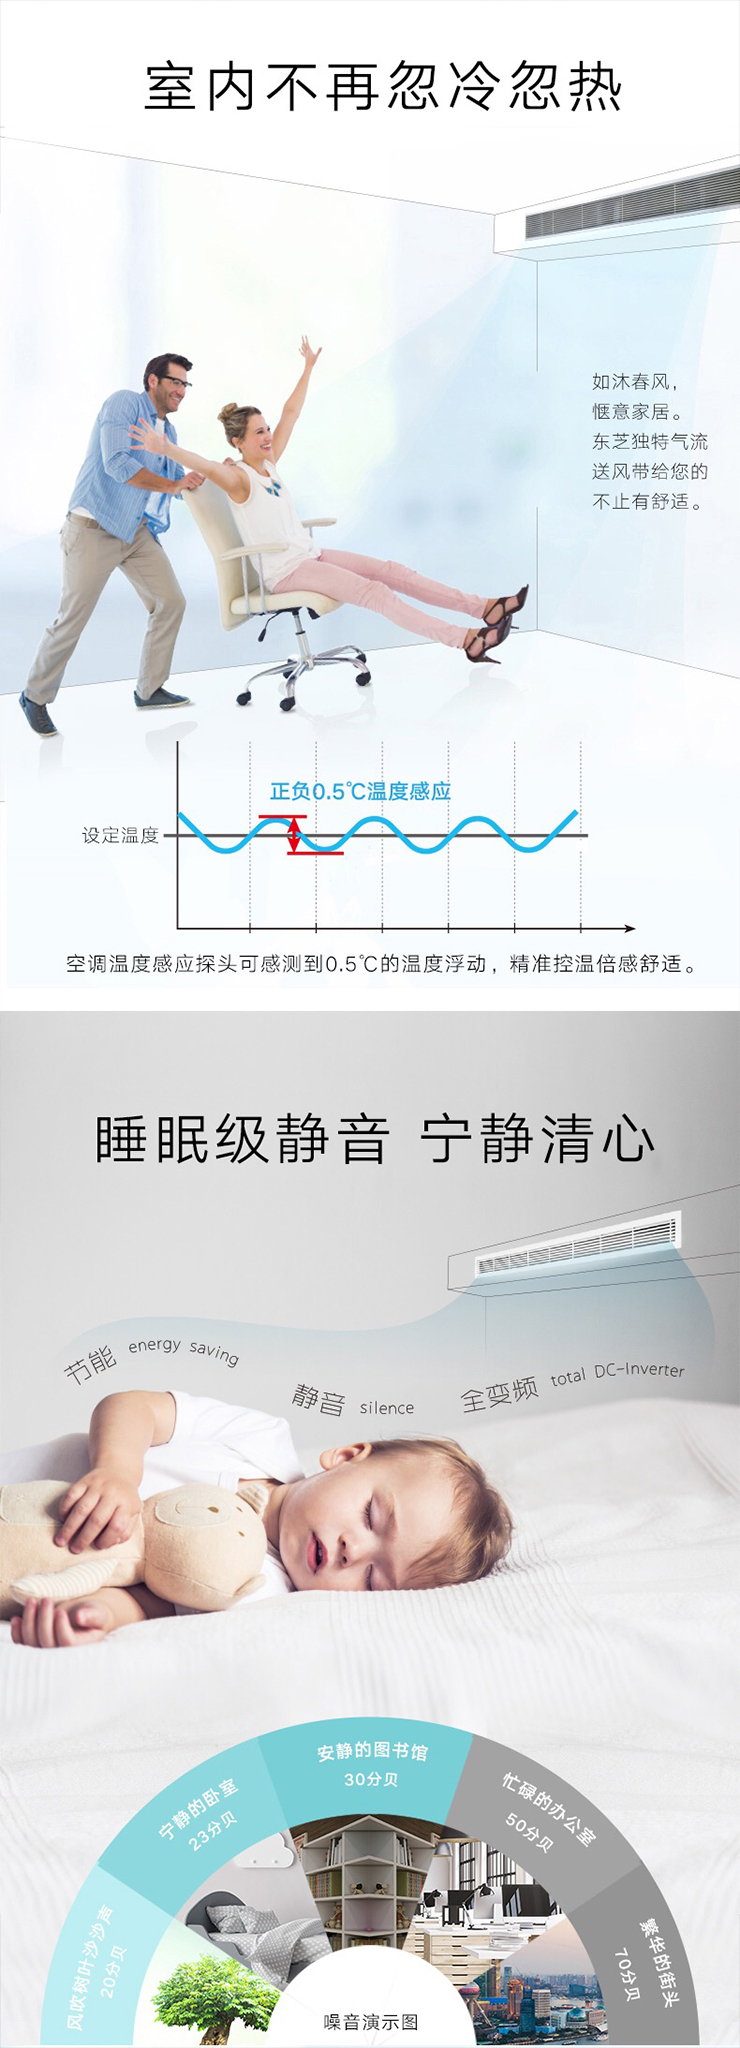 室内不再忽冷忽热
如沐春风，
惬意家居。
东芝独特气流
送风带给您的
不止有舒适。
正负0.5℃温度感应
设定温度
空调温度感应探头可感测到0.5℃的温度浮动，精准控温倍感舒适。
睡眠级静音 宁静清心
节能 energy saving
静音 silence
全变频 total DC-Inverter
风吹树叶沙沙声
20分贝
宁静的卧室
23分贝
安静的图书馆
30分贝
忙碌的办公室
50分贝
繁华的街头
70分贝
噪音演示图